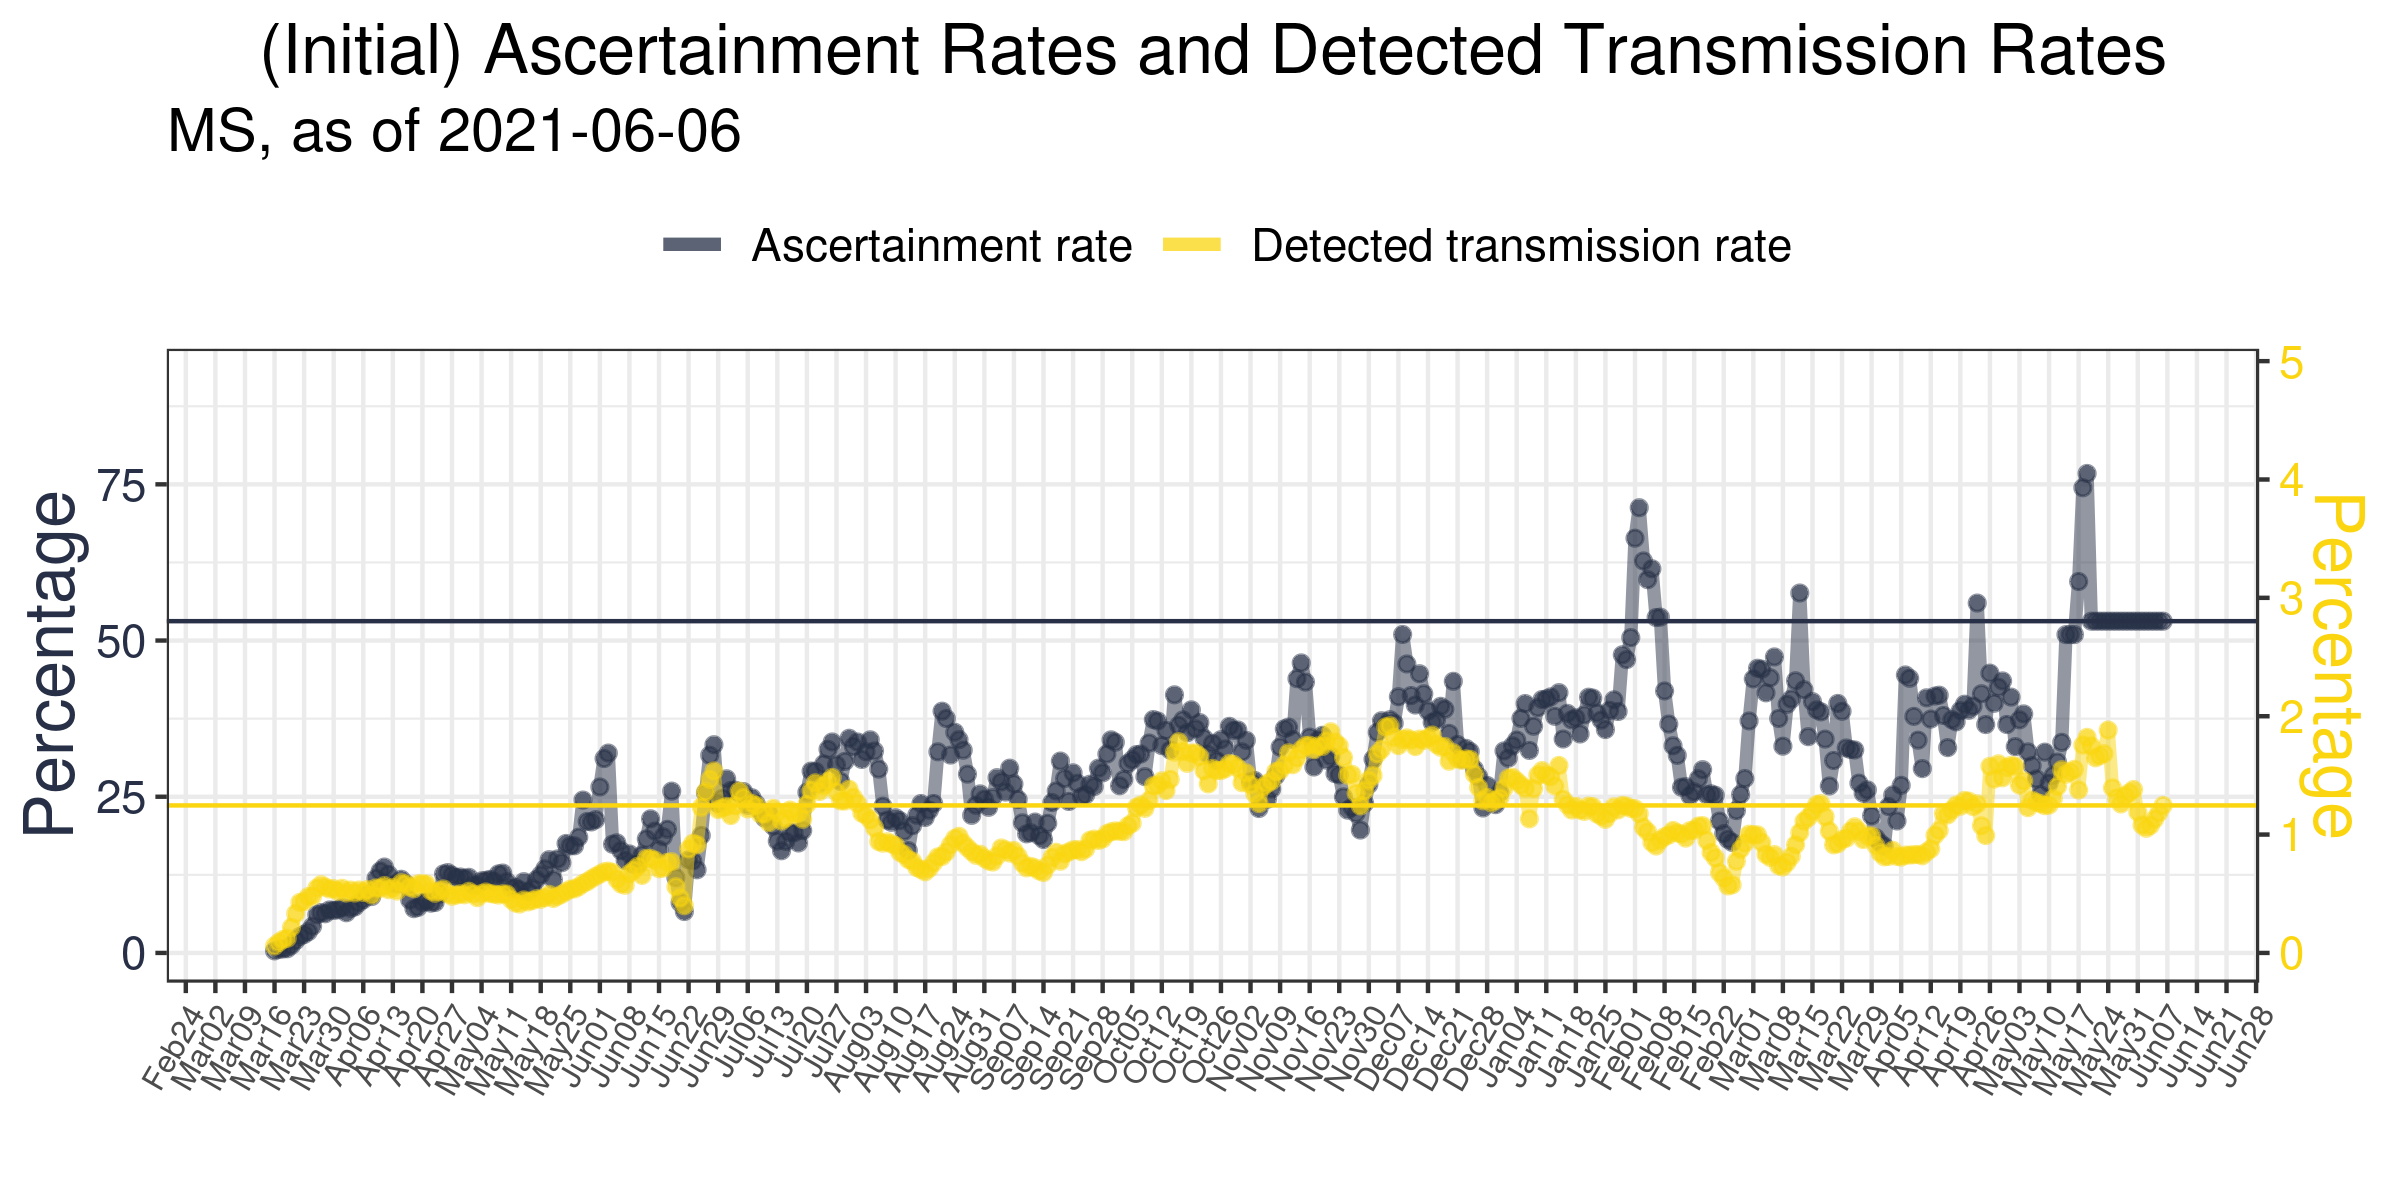 (Initial) Ascertainment Rates and Detected Transmission Rates
MS, as of 2021-06-06
Ascertainment rate
Detected transmission rate
Percentage
75
50
25
0
5
4
3
2
1
0
Percentage
Feb24
Mar02
Mar09
Mar16
Mar23
Mar30
Apr06
Apr13
Apr20
Apr27
May04
May11
May18
May25
Jun01
Jun08
Jun15
Jun22
Jun29
Jul06
Jul13
Jul20
Jul27
Aug03
Aug10
Aug17
Aug24
Aug31
Sep07
Sep14
Sep21
Sep28
Oct05
Oct12
Oct19
Oct26
Nov02
Nov09
Nov16
Nov23
Nov30
Dec07
Dec14
Dec21
Dec28
Jan04
Jan11
Jan18
Jan25
Feb01
Feb08
Feb15
Feb22
Mar01
Mar08
Mar15
Mar22
Mar29
Apr05
Apr12
Apr19
Apr26
May03
May10
May17
May24
May31
Jun07
Jun14
Jun21
Jun28